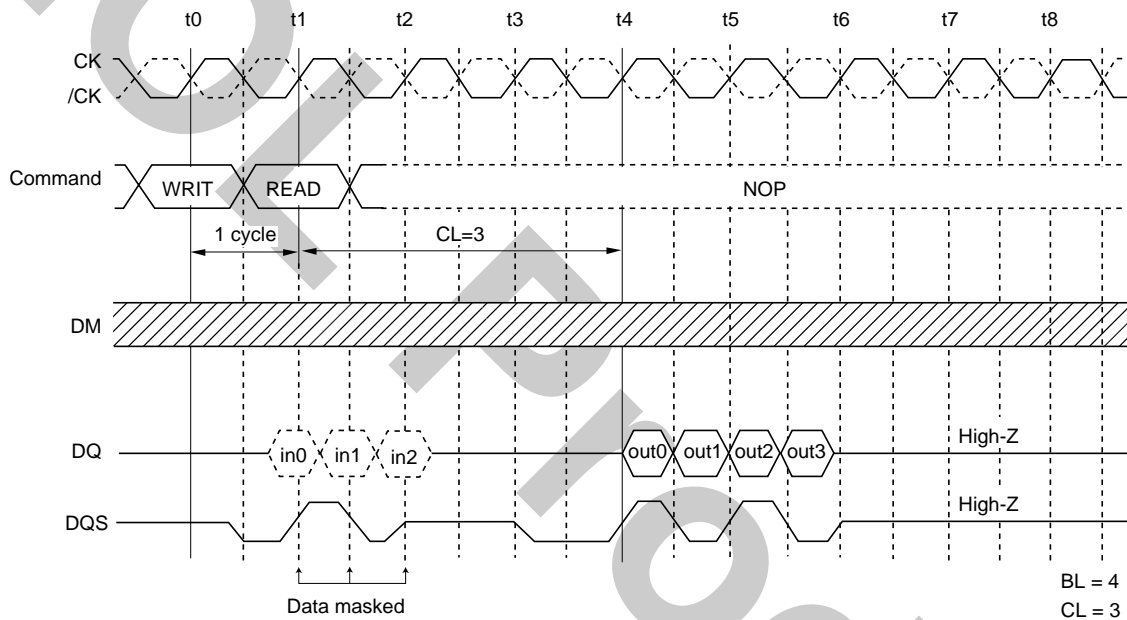 t0 t1 t2 t3 t4 t5 t6 t7 t8
CK
/CK
Command WRIT READ NOP
1 cycle CL=3
DM
DQ in0 in1 in2 out0 out1 out2 out3 High-Z
DQS High-Z
Data masked
BL = 4
CL = 3